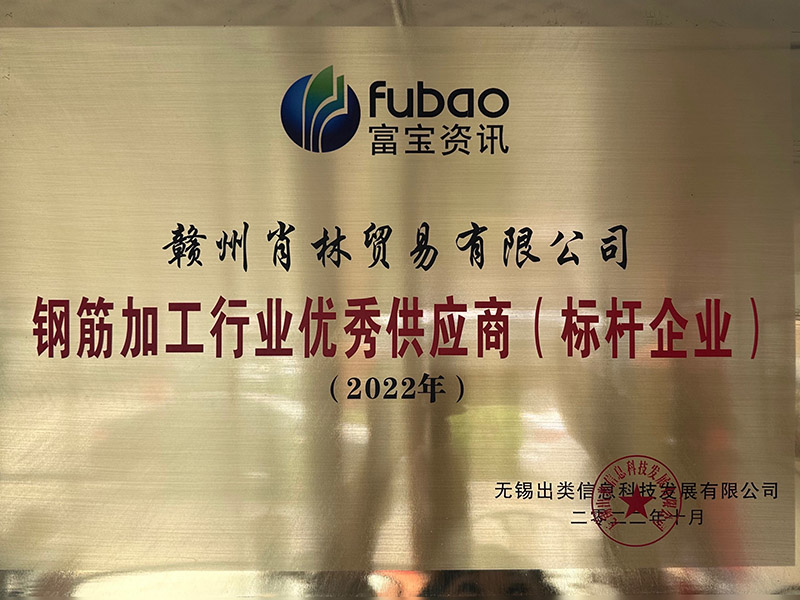 fubao
富宝资讯
赣州肖林贸易有限公司
钢筋加工行业优秀供应商（标杆企业）
（2022年）
无锡出类信息科技发展有限公司
二零二二年十月